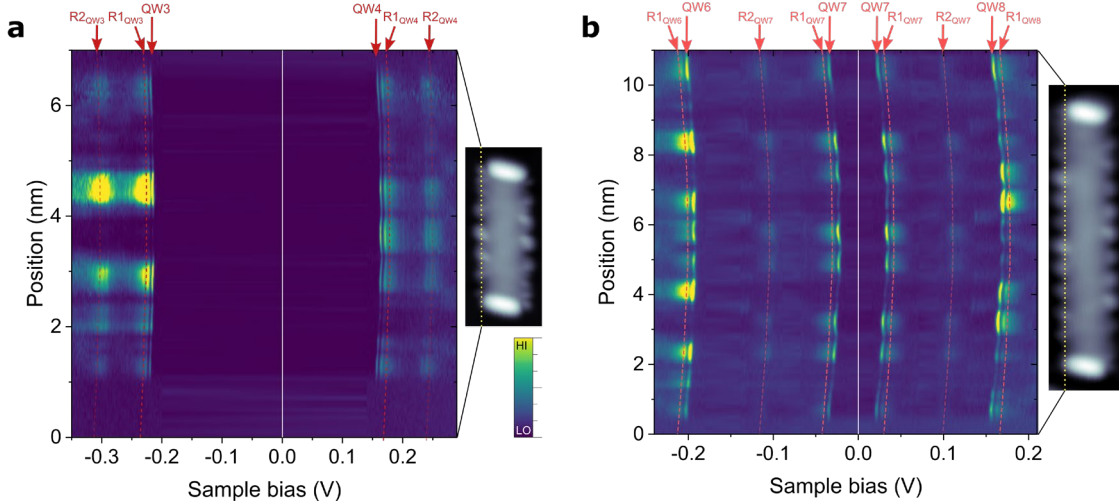 a
R2QW3 R1QW3 QW3 QW4 R1QW4 R2QW4
6
4
2
0
Position (nm)
-0.3 -0.2 -0.1 0.0 0.1 0.2
Sample bias (V)
HI
LO
b
R1QW6 QW6 R2QW7 R1QW7 QW7 QW7 R1QW7 R2QW7 QW8 R1QW8
10
8
6
4
2
0
Position (nm)
-0.2 -0.1 0.0 0.1 0.2
Sample bias (V)